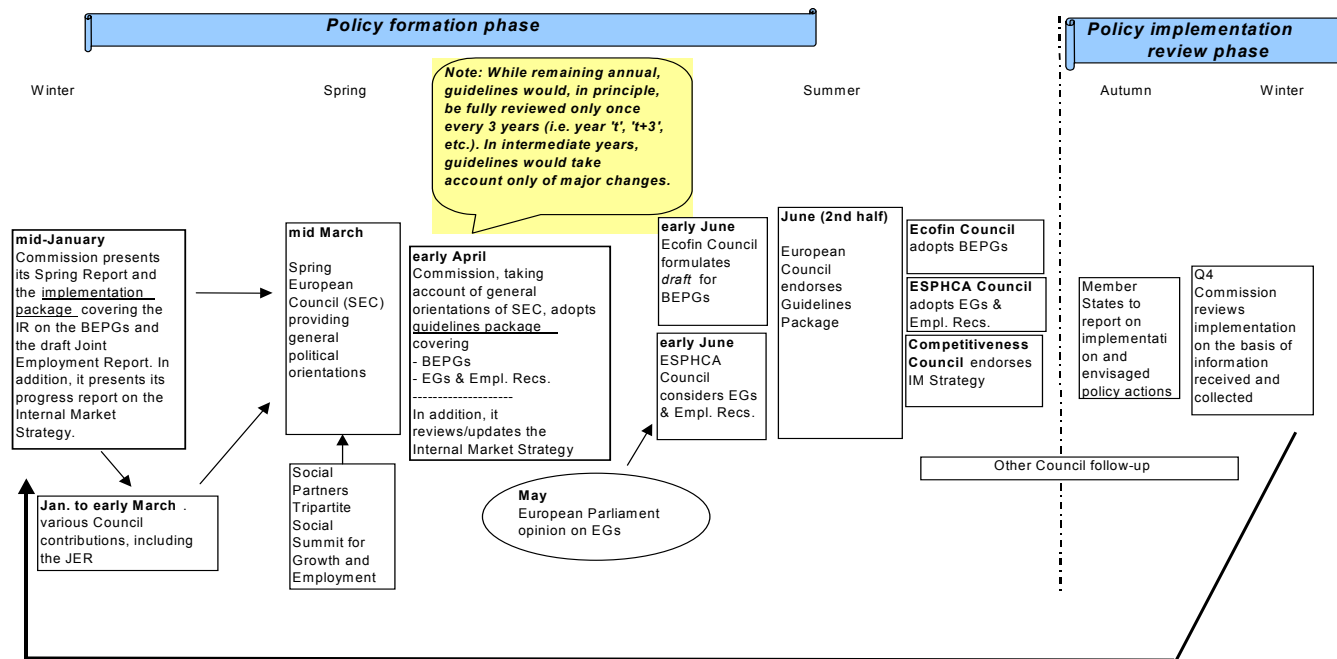 Policy formation phase
Policy implementation
review phase
Winter
Spring
Summer
Autumn
Winter
Note: While remaining annual,
guidelines would, in principle,
be fully reviewed only once
every 3 years (i.e. year 't', 't+3',
etc.). In intermediate years,
guidelines would take
account only of major changes.
mid-January
Commission presents
its Spring Report and
the implementation
package covering the
IR on the BEPGs and
the draft Joint
Employment Report. In
addition, it presents its
progress report on the
Internal Market
Strategy.
Jan. to early March .
various Council
contributions, including
the JER
mid March
Spring
European
Council (SEC)
providing
general
political
orientations
Social
Partners
Tripartite
Social
Summit for
Growth and
Employment
early April
Commission, taking
account of general
orientations of SEC, adopts
guidelines package
covering
- BEPGs
- EGs & Empl. Recs.
--------------------
In addition, it
reviews/updates the
Internal Market Strategy
May
European Parliament
opinion on EGs
early June
Ecofin Council
formulates
draft for
BEPGs
early June
ESPHCA
Council
considers EGs
& Empl. Recs.
June (2nd half)
European
Council
endorses
Guidelines
Package
Ecofin Council
adopts BEPGs
ESPHCA Council
adopts EGs &
Empl. Recs.
Competitiveness
Council endorses
IM Strategy
Other Council follow-up
Member
States to
report on
implementati
on and
envisaged
policy actions
Q4
Commission
reviews
implementation
on the basis of
information
received and
collected